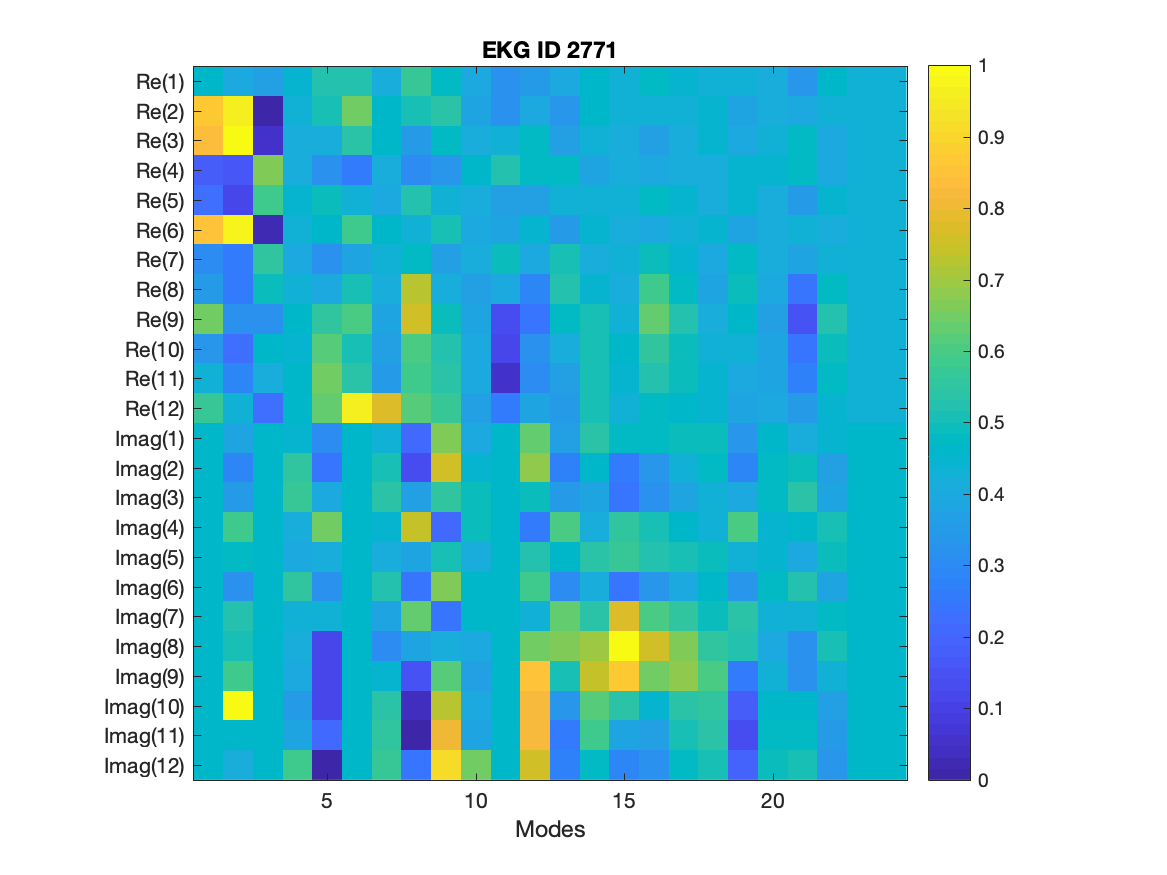 EKG ID 2771
Re(1)
Re(2)
Re(3)
Re(4)
Re(5)
Re(6)
Re(7)
Re(8)
Re(9)
Re(10)
Re(11)
Re(12)
Imag(1)
Imag(2)
Imag(3)
Imag(4)
Imag(5)
Imag(6)
Imag(7)
Imag(8)
Imag(9)
Imag(10)
Imag(11)
Imag(12)
5 10 15 20
Modes
1
0.9
0.8
0.7
0.6
0.5
0.4
0.3
0.2
0.1
0